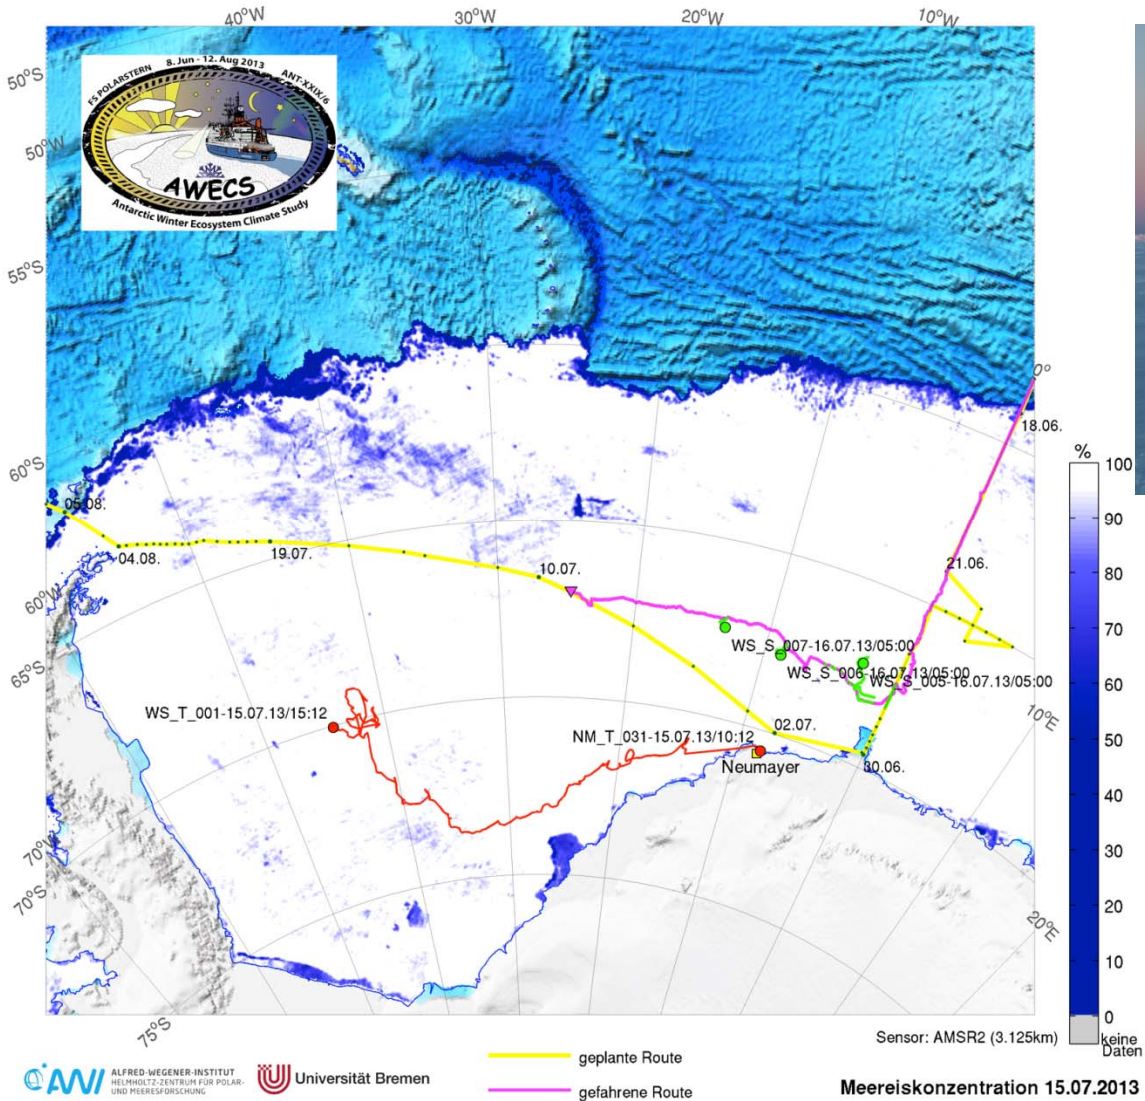 40°W
30°W
20°W
10°W
50°S
50°W
55°S
60°S
60°W
65°S
70°W
70°S
75°S
0°
10°E
20°E
FS POLARSTERN 8. Jun - 12. Aug 2013 ANT-XXIX/6
AWECS
Antarctic Winter Ecosystem Climate Study
18.06.
21.06.
05.08.
04.08.
19.07.
10.07.
WS_S_007-16.07.13/05:00
WS_S_006-16.07.13/05:00
WS_S_005-16.07.13/05:00
WS_T_001-15.07.13/15:12
NM_T_031-15.07.13/10:12
02.07.
30.06.
Neumayer
%
100
90
80
70
60
50
40
30
20
10
0
keine
Daten
Sensor: AMSR2 (3.125km)
AWI
ALFRED-WEGENER-INSTITUT
HELMHOLTZ-ZENTRUM FÜR POLAR-
UND MEERESFORSCHUNG
Universität Bremen
geplante Route
gefahrene Route
Meereiskonzentration 15.07.2013